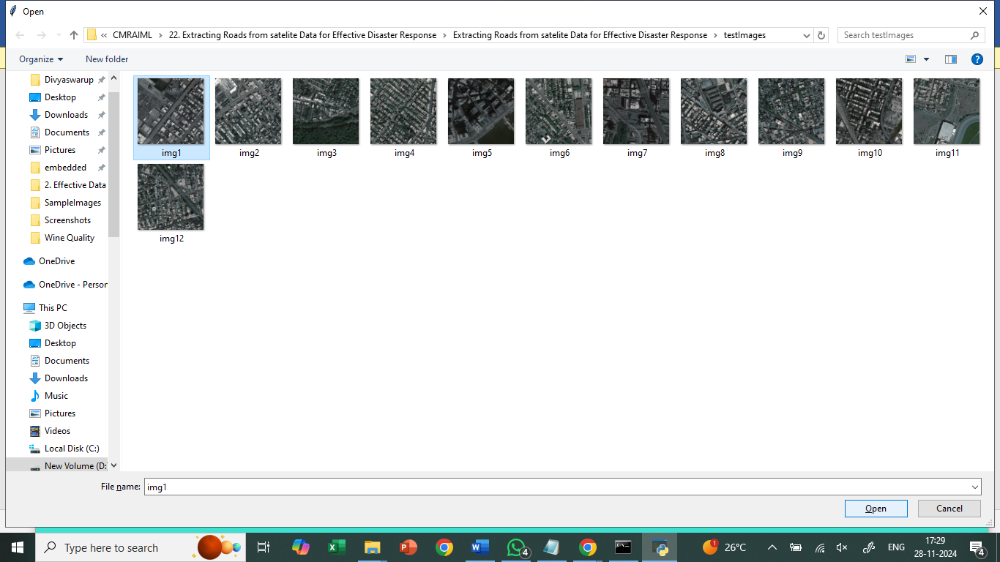 Open
« CMRAIML > 22. Extracting Roads from satelite Data for Effective Disaster Response > Extracting Roads from satelite Data for Effective Disaster Response > testImages
Search testImages
Organize
New folder
Divyaswarup
Desktop
Downloads
Documents
Pictures
embedded
2. Effective Data
SampleImages
Screenshots
Wine Quality
OneDrive
OneDrive - Person
This PC
3D Objects
Desktop
Documents
Downloads
Music
Pictures
Videos
Local Disk (C:)
New Volume (D:
img1 img2 img3 img4 img5 img6 img7 img8 img9 img10 img11
img12
File name: img1
Open Cancel
Type here to search
4
1
26°C
ENG
17:29
28-11-2024
4